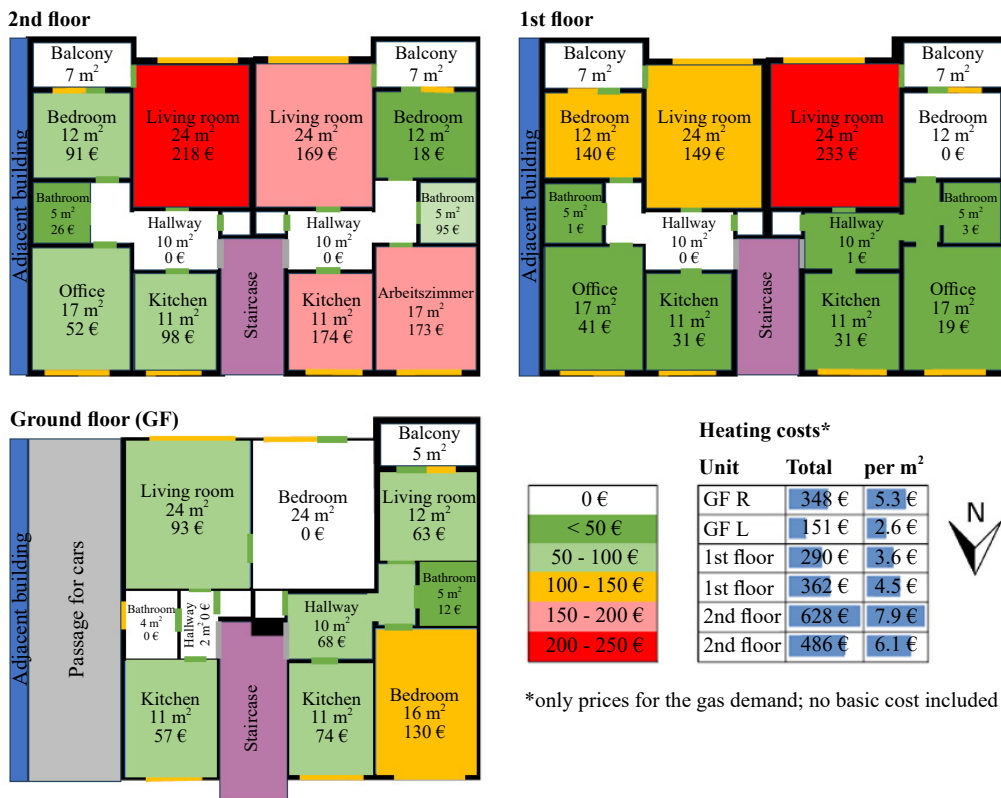 2nd floor
Adjacent building
Balcony
7 m²
Balcony
7 m²
Bedroom
12 m²
91 €
Living room
24 m²
218 €
Living room
24 m²
169 €
Bedroom
12 m²
18 €
Bathroom
5 m²
26 €
Hallway
10 m²
0 €
Hallway
10 m²
0 €
Bathroom
5 m²
95 €
Office
17 m²
52 €
Kitchen
11 m²
98 €
Staircase
Kitchen
11 m²
174 €
Arbeitszimmer
17 m²
173 €
1st floor
Adjacent building
Balcony
7 m²
Balcony
7 m²
Bedroom
12 m²
140 €
Living room
24 m²
149 €
Living room
24 m²
233 €
Bedroom
12 m²
0 €
Bathroom
5 m²
1 €
Hallway
10 m²
0 €
Hallway
10 m²
1 €
Bathroom
5 m²
3 €
Office
17 m²
41 €
Kitchen
11 m²
31 €
Staircase
Kitchen
11 m²
31 €
Office
17 m²
19 €
Ground floor (GF)
Adjacent building
Passage for cars
Living room
24 m²
93 €
Bedroom
24 m²
0 €
Balcony
5 m²
Living room
12 m²
63 €
Bathroom
4 m²
0 €
Hallway
2 m² 0 €
Hallway
10 m²
68 €
Bathroom
5 m²
12 €
Kitchen
11 m²
57 €
Staircase
Kitchen
11 m²
74 €
Bedroom
16 m²
130 €
0 €
< 50 €
50 - 100 €
100 - 150 €
150 - 200 €
200 - 250 €
Heating costs*
Unit Total per m²
GF R 348 € 5.3 €
GF L 151 € 2.6 €
1st floor 290 € 3.6 €
1st floor 362 € 4.5 €
2nd floor 628 € 7.9 €
2nd floor 486 € 6.1 €
N
*only prices for the gas demand; no basic cost included